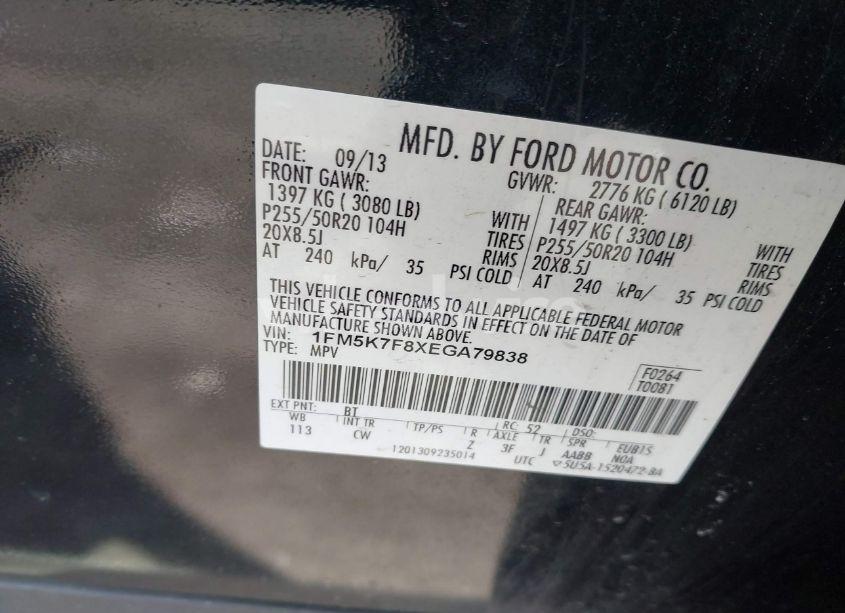 MFD. BY FORD MOTOR CO.
DATE: 09/13 GVWR: 2776 KG ( 6120 LB)
FRONT GAWR: REAR GAWR:
1397 KG ( 3080 LB) WITH 1497 KG ( 3300 LB) WITH
P255/50R20 104H TIRES P255/50R20 104H TIRES
20X8.5J RIMS 20X8.5J RIMS
AT 240 kPa/ 35 PSI COLD AT 240 kPa/ 35 PSI COLD
THIS VEHICLE CONFORMS TO ALL APPLICABLE FEDERAL MOTOR
VEHICLE SAFETY STANDARDS IN EFFECT ON THE DATE OF
MANUFACTURE SHOWN ABOVE.
VIN: 1FM5K7F8XEGA79838
TYPE: MPV
F0264
T0081
EXT PNT: BT RC: 52 DSO:
WB INT TR TP/PS R AXLE TR SPR EUB15
113 CW Z 3F J AABB NOA
1201309235014 UTC ▽5U5A-1520472-BA